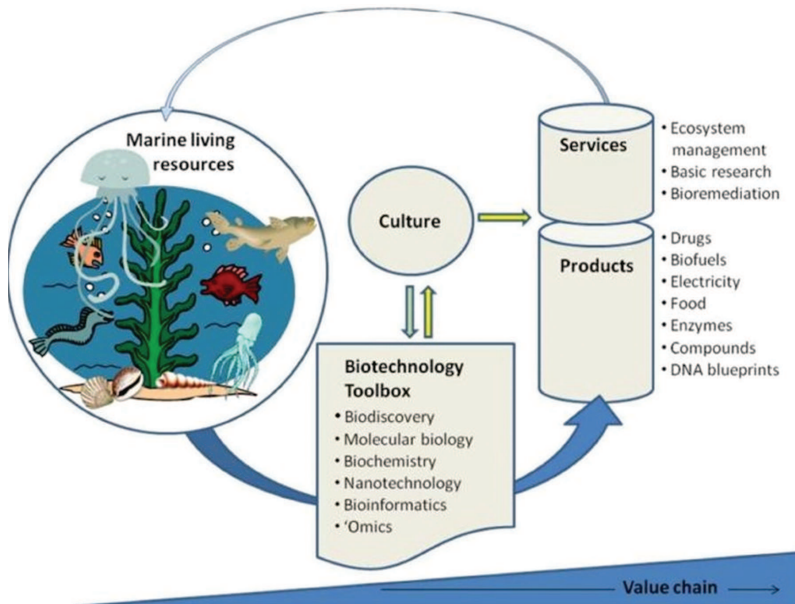 Marine living
resources
Culture
Biotechnology
Toolbox
• Biodiscovery
• Molecular biology
• Biochemistry
• Nanotechnology
• Bioinformatics
• ‘Omics
Services
• Ecosystem
management
• Basic research
• Bioremediation
Products
• Drugs
• Biofuels
• Electricity
• Food
• Enzymes
• Compounds
• DNA blueprints
Value chain